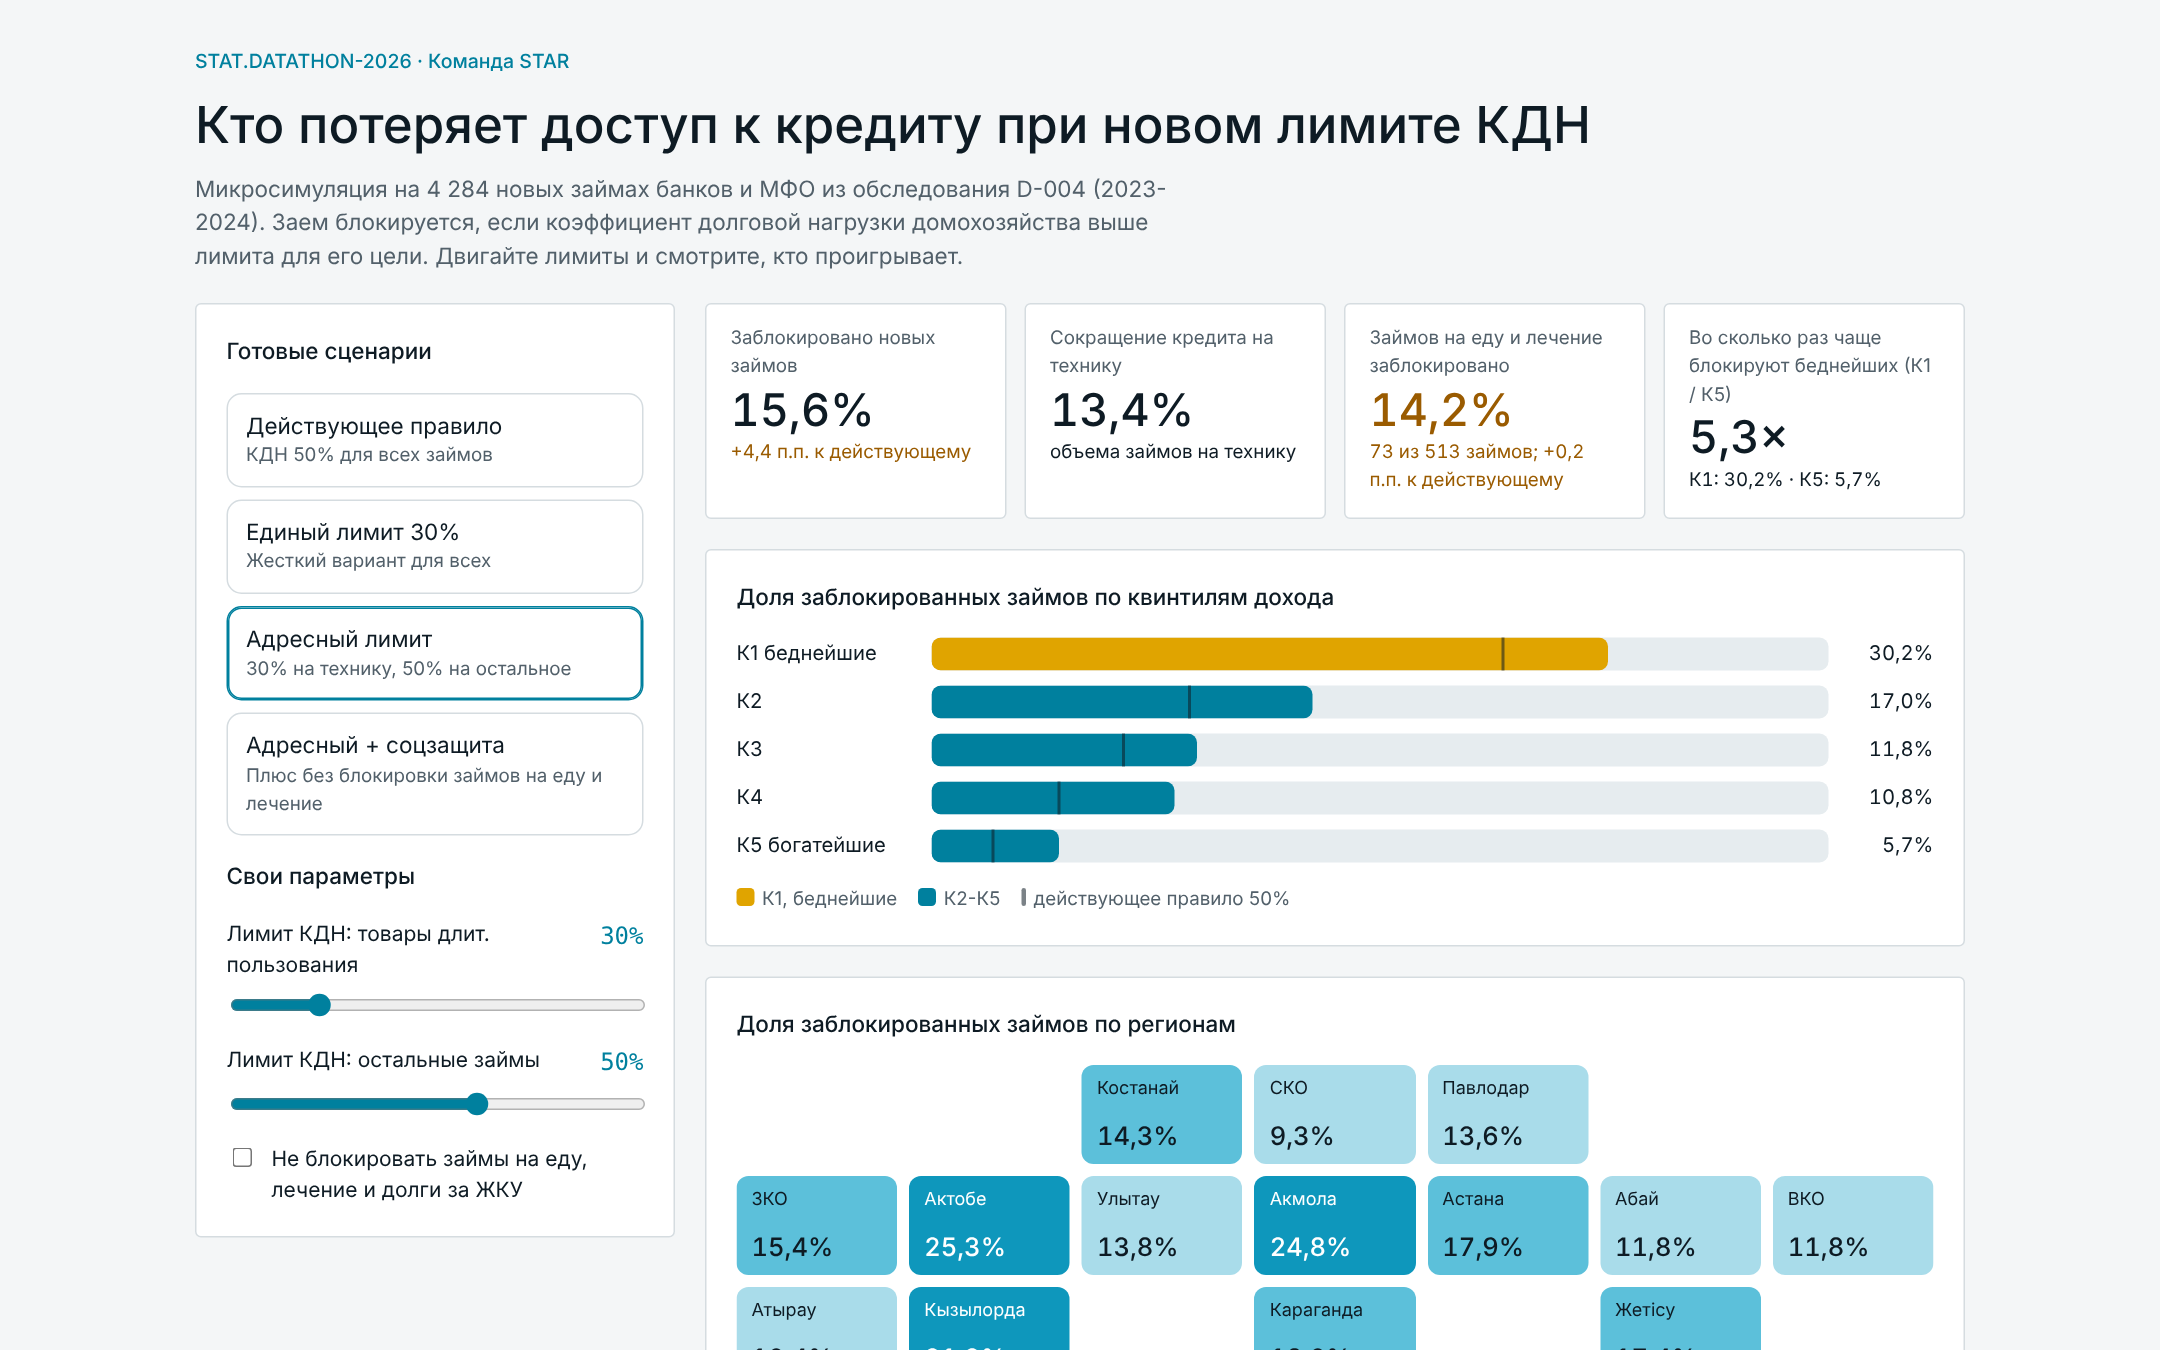 STAT.DATATHON-2026 · Команда STAR
Кто потеряет доступ к кредиту при новом лимите КДН
Микросимуляция на 4 284 новых займах банков и МФО из обследования D-004 (2023-
2024). Заем блокируется, если коэффициент долговой нагрузки домохозяйства выше
лимита для его цели. Двигайте лимиты и смотрите, кто проигрывает.
Готовые сценарии
Действующее правило
КДН 50% для всех займов
Единый лимит 30%
Жесткий вариант для всех
Адресный лимит
30% на технику, 50% на остальное
Адресный + соцзащита
Плюс без блокировки займов на еду и
лечение
Свои параметры
Лимит КДН: товары длит.
пользования
30%
Лимит КДН: остальные займы
50%
Не блокировать займы на еду,
лечение и долги за ЖКУ
Заблокировано новых
займов
15,6%
+4,4 п.п. к действующему
Сокращение кредита на
технику
13,4%
объема займов на технику
Займов на еду и лечение
заблокировано
14,2%
73 из 513 займов; +0,2
п.п. к действующему
Во сколько раз чаще
блокируют беднейших (К1
/ К5)
5,3×
К1: 30,2% · К5: 5,7%
Доля заблокированных займов по квинтилям дохода
К1 беднейшие
30,2%
К2
17,0%
К3
11,8%
К4
10,8%
К5 богатейшие
5,7%
К1, беднейшие
К2-К5
действующее правило 50%
Доля заблокированных займов по регионам
Костанай
14,3%
СКО
9,3%
Павлодар
13,6%
ЗКО
15,4%
Актобе
25,3%
Улытау
13,8%
Акмола
24,8%
Астана
17,9%
Абай
11,8%
ВКО
11,8%
Атырау
Кызылорда
Караганда
Жетісу